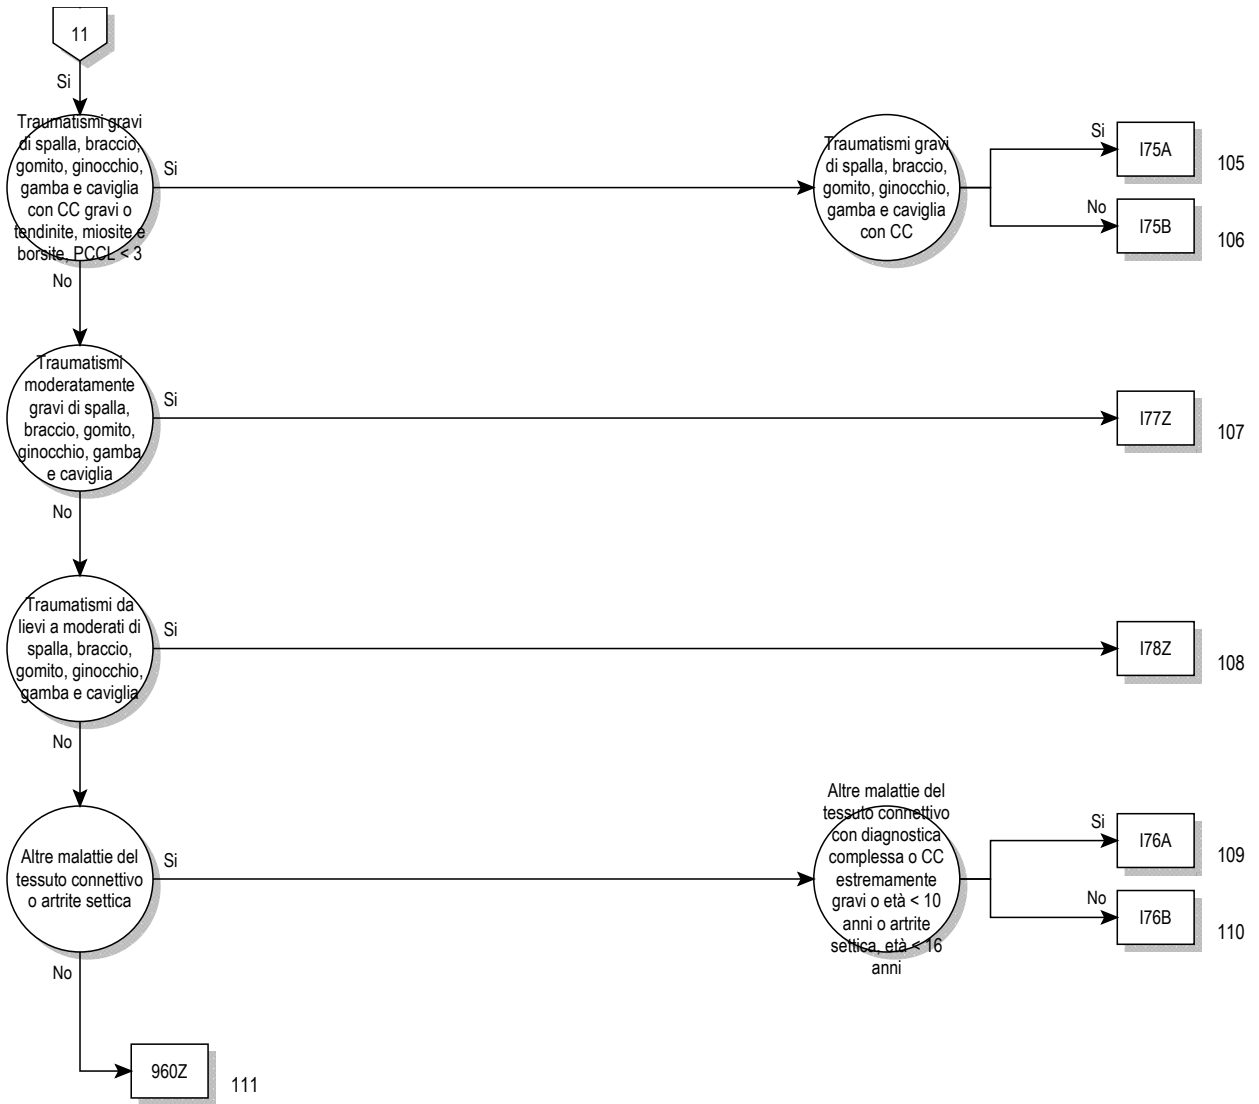 11
Si
Traumatismi gravi
di spalla, braccio,
gomito, ginocchio,
gamba e caviglia
con CC gravi o
tendinite, miosite e
borsite, PCCL < 3
Si
Traumatismi gravi
di spalla, braccio,
gomito, ginocchio,
gamba e caviglia
con CC
Si
I75A
105
No
I75B
106
No
Traumatismi
moderatamente
gravi di spalla,
braccio, gomito,
ginocchio, gamba
e caviglia
Si
I77Z
107
No
Traumatismi da
lievi a moderati di
spalla, braccio,
gomito, ginocchio,
gamba e caviglia
Si
I78Z
108
No
Altre malattie del
tessuto connettivo
o artrite settica
Si
Altre malattie del
tessuto connettivo
con diagnostica
complessa o CC
estremamente
gravi o età < 10
anni o artrite
settica, età < 16
anni
Si
I76A
109
No
I76B
110
No
960Z
111